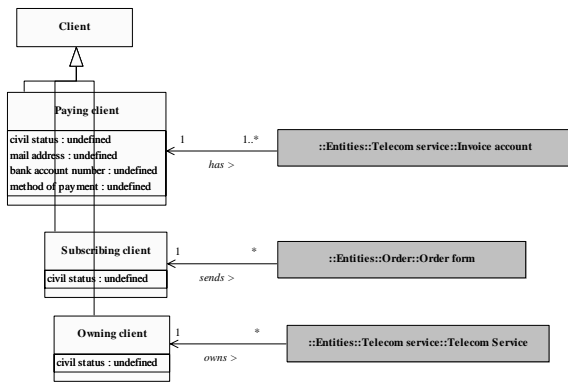 Client
Paying client
civil status : undefined
mail address : undefined
bank account number : undefined
method of payment : undefined
1
1..*
has >
::Entities::Telecom service::Invoice account
Subscribing client
civil status : undefined
1
*
sends >
::Entities::Order::Order form
Owning client
civil status : undefined
1
*
owns >
::Entities::Telecom service::Telecom Service